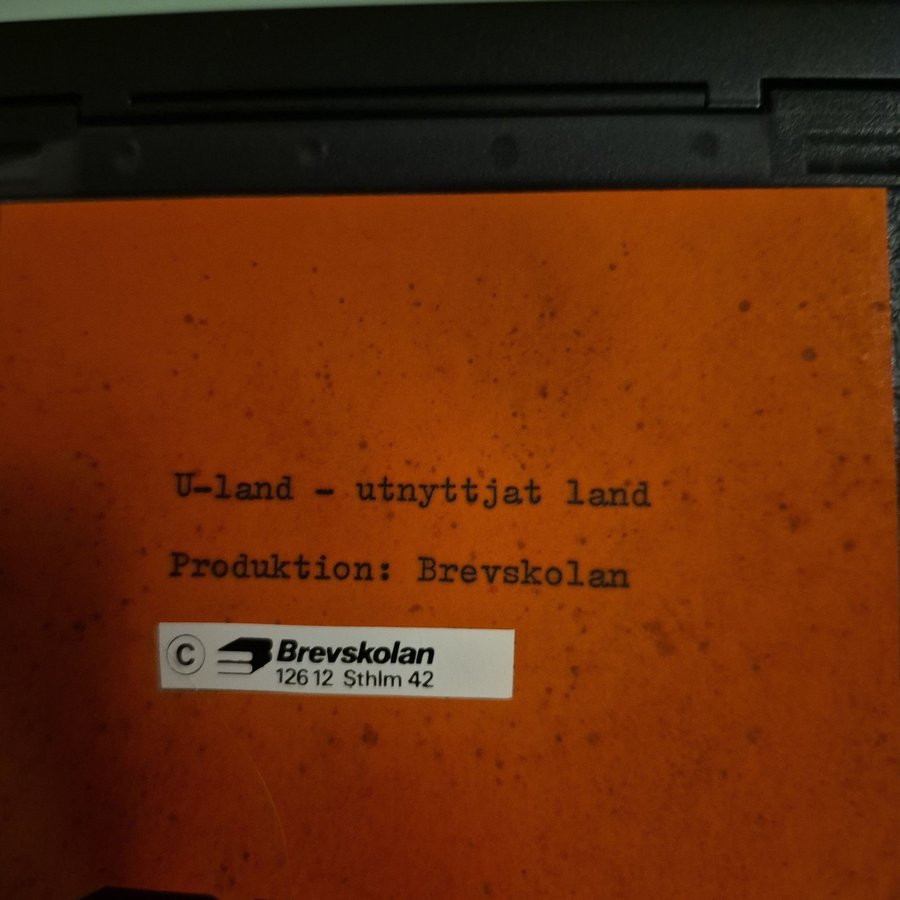 U-land - utnyttjat land
Produktion: Brevskolan
© Brevskolan
126 12 Sthlm 42